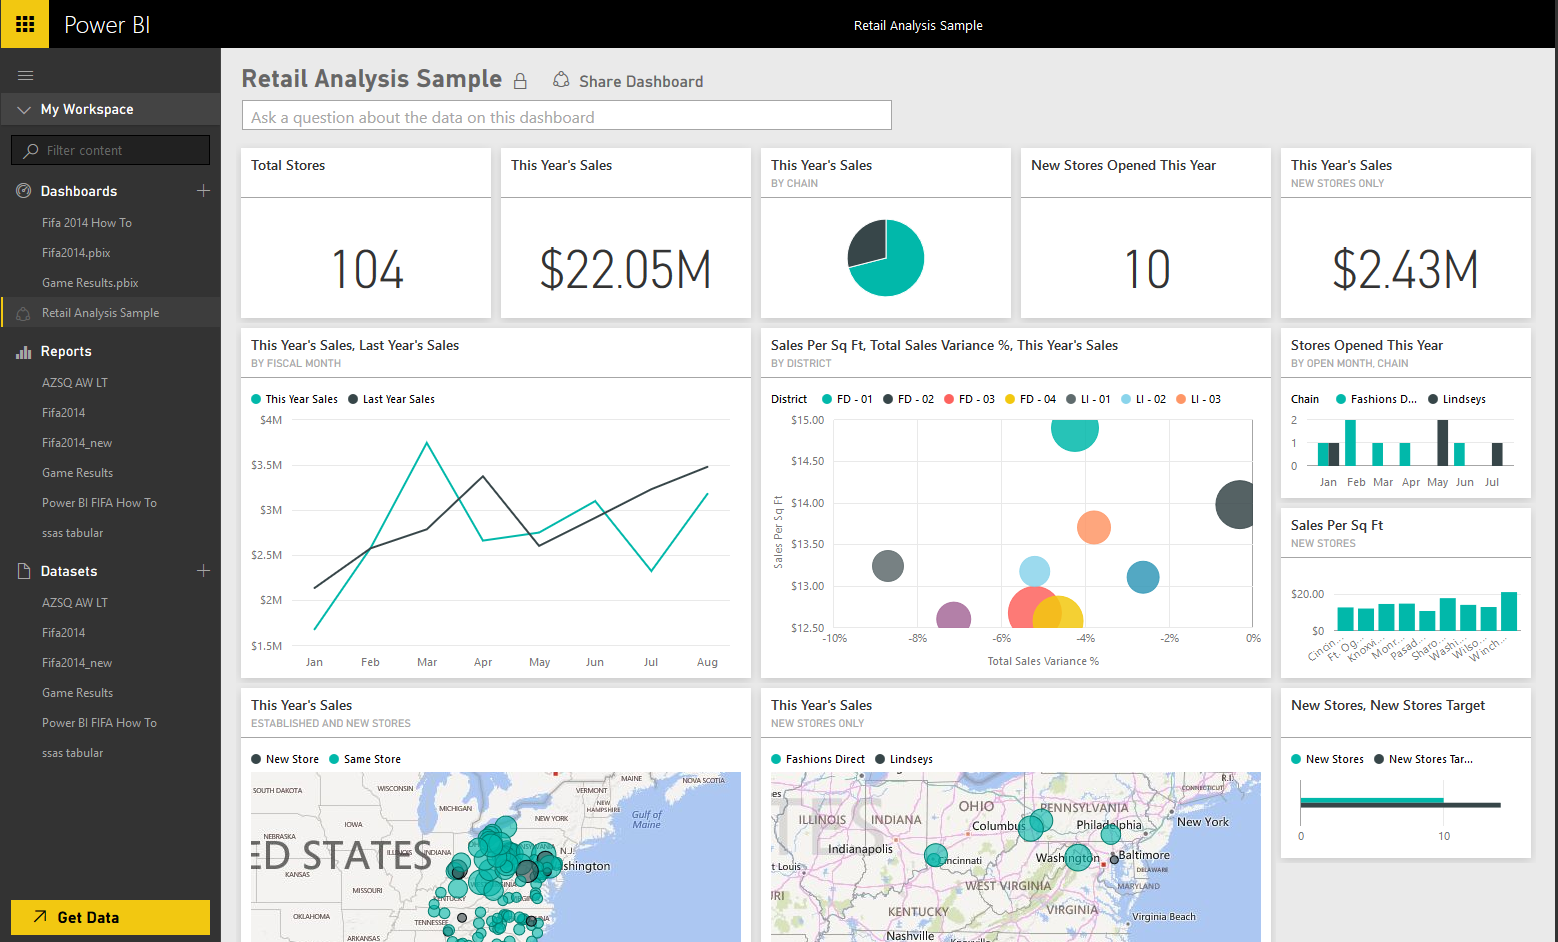 Power BI
Retail Analysis Sample
My Workspace
Filter content
Dashboards
Fifa 2014 How To
Fifa2014.pbix
Game Results.pbix
Retail Analysis Sample
Reports
AZSQ AW LT
Fifa2014
Fifa2014_new
Game Results
Power BI FIFA How To
ssas tabular
Datasets
AZSQ AW LT
Fifa2014
Fifa2014_new
Game Results
Power BI FIFA How To
ssas tabular
Get Data
Retail Analysis Sample
Share Dashboard
Ask a question about the data on this dashboard
Total Stores
104
This Year's Sales
$22.05M
This Year's Sales
BY CHAIN
New Stores Opened This Year
10
This Year's Sales
NEW STORES ONLY
$2.43M
This Year's Sales, Last Year's Sales
BY FISCAL MONTH
This Year Sales Last Year Sales
$4M
$3.5M
$3M
$2.5M
$2M
$1.5M
Jan Feb Mar Apr May Jun Jul Aug
Sales Per Sq Ft, Total Sales Variance %, This Year's Sales
BY DISTRICT
District FD - 01 FD - 02 FD - 03 FD - 04 LI - 01 LI - 02 LI - 03
Sales Per Sq Ft
$15.00
$14.50
$14.00
$13.50
$13.00
$12.50
-10% -8% -6% -4% -2% 0%
Total Sales Variance %
Stores Opened This Year
BY OPEN MONTH, CHAIN
Chain Fashions D... Lindseys
2
1
0
Jan Feb Mar Apr May Jun Jul
Sales Per Sq Ft
NEW STORES
$20.00
$0
Cincin... Ft. Og... Knoxvi... Monr... Pasad... Sharo... Washi... Wilso... Winch...
This Year's Sales
ESTABLISHED AND NEW STORES
New Store Same Store
MAINE
NOVA SCOTIA
SOUTH DAKOTA
WISCONSIN
VERMONT
MICHIGAN
NEW HAMPSHIRE
NEW YORK
Gulf of Maine
IOWA
NEBRASKA
ED STATES
INDIANA
N.J.
shington
KANSAS
MISSOURI
KENTUCKY
OKLAHOMA
TENNESSEE
ARKANSAS
This Year's Sales
NEW STORES ONLY
Fashions Direct Lindseys
R.I.
CONNECTICUT
es
TES
OHIO
PENNSYLVANIA
ILLINOIS
INDIANA
Columbus
Philadelphia
New York
Indianapolis
Cincinnati
Washington
Baltimore
t Louis
DELAWARE
WEST VIRGINIA
MARYLAND
URI
KENTUCKY
VIRGINIA
Virginia Beach
Nashville
New Stores, New Stores Target
New Stores New Stores Tar...
0 10